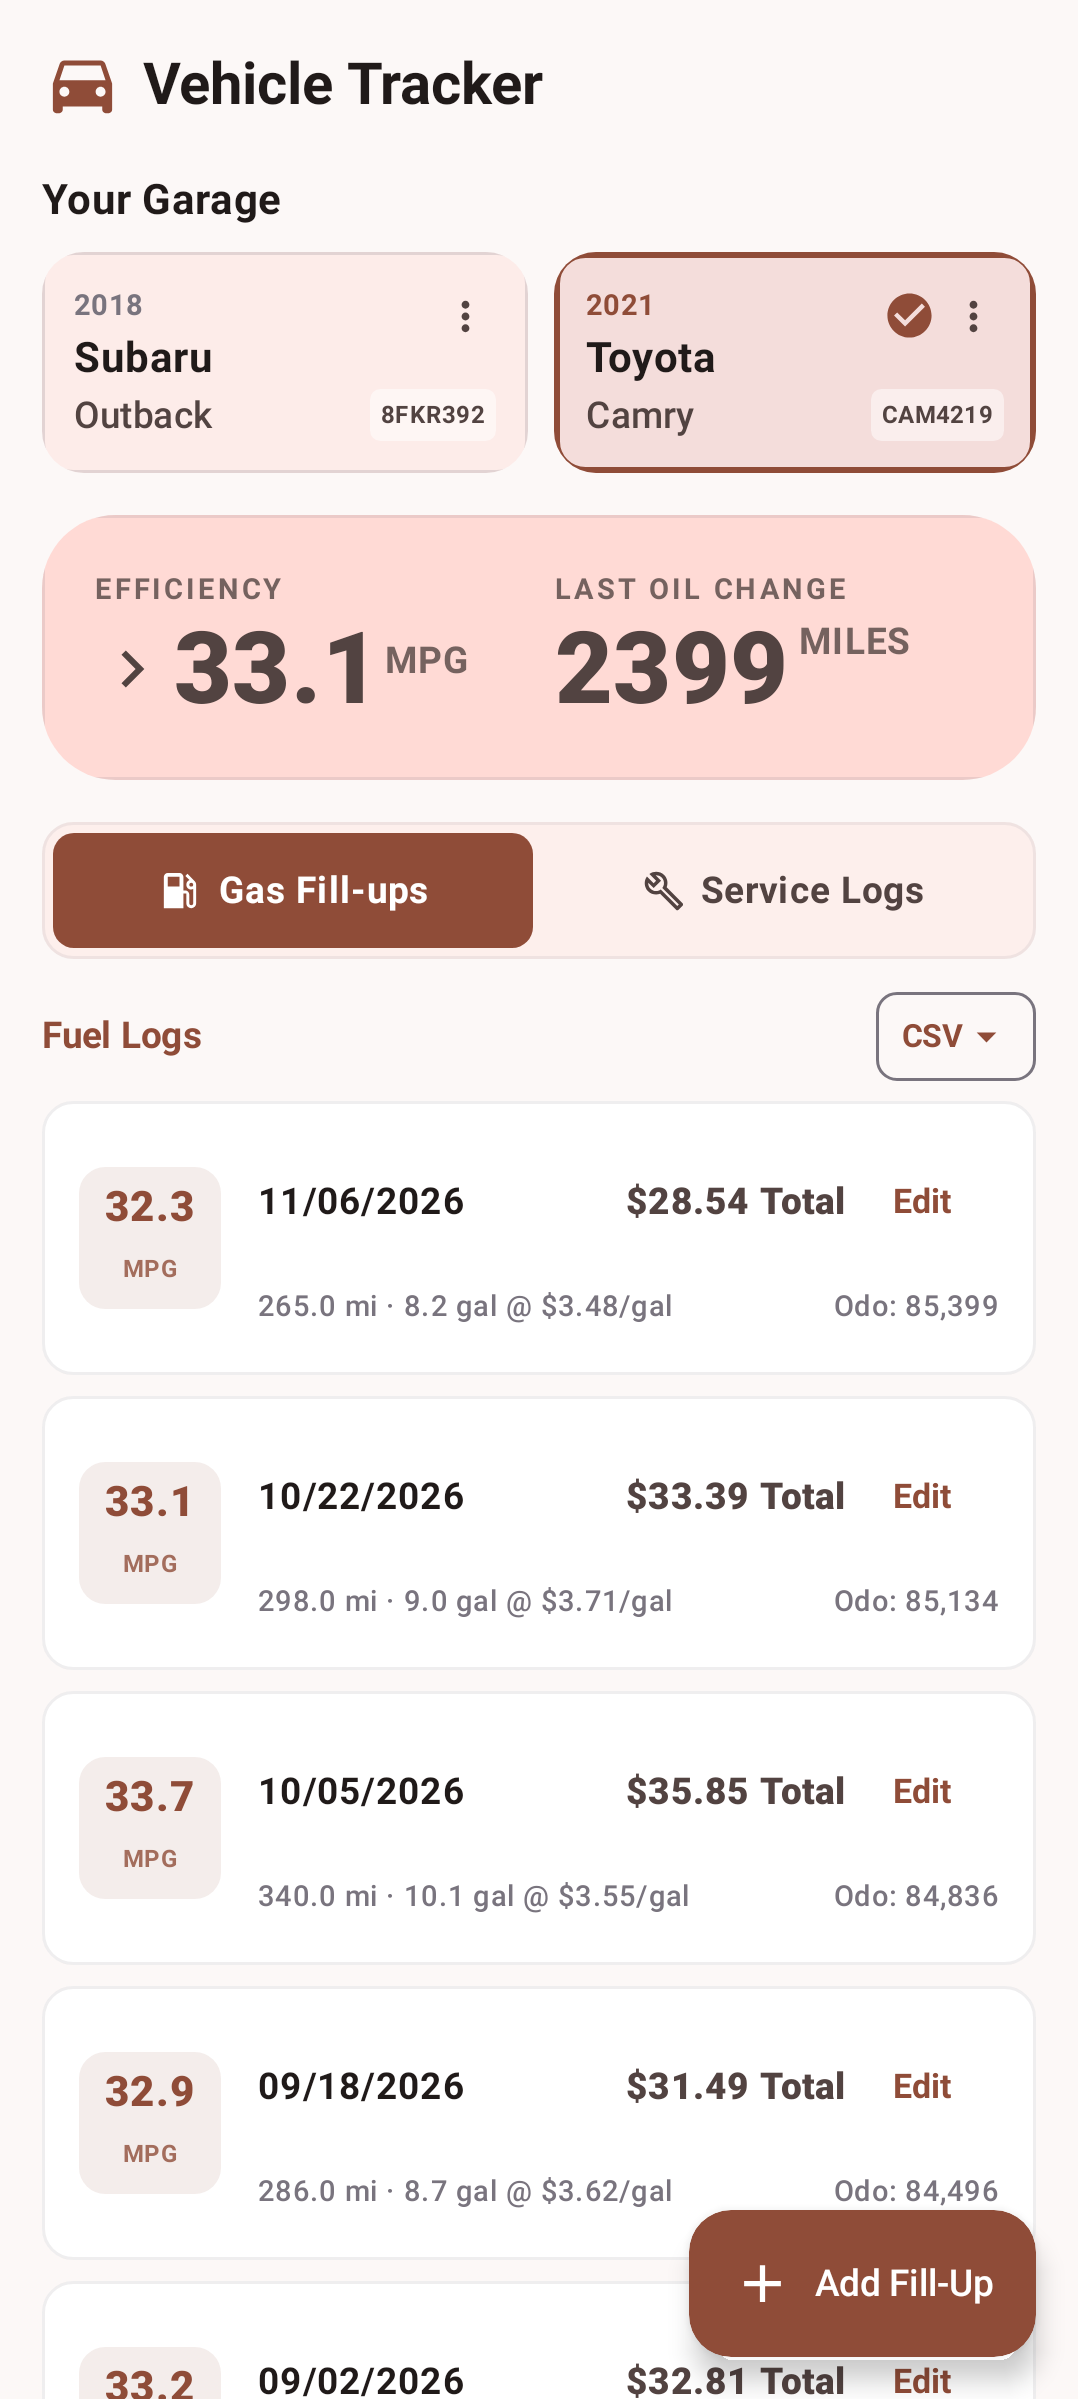 Vehicle Tracker
Your Garage
2018
Subaru
Outback
8FKR392
2021
Toyota
Camry
CAM4219
EFFICIENCY
33.1 MPG
LAST OIL CHANGE
2399 MILES
Gas Fill-ups
Service Logs
Fuel Logs
CSV
32.3
MPG
11/06/2026
$28.54 Total
Edit
265.0 mi · 8.2 gal @ $3.48/gal
Odo: 85,399
33.1
MPG
10/22/2026
$33.39 Total
Edit
298.0 mi · 9.0 gal @ $3.71/gal
Odo: 85,134
33.7
MPG
10/05/2026
$35.85 Total
Edit
340.0 mi · 10.1 gal @ $3.55/gal
Odo: 84,836
32.9
MPG
09/18/2026
$31.49 Total
Edit
286.0 mi · 8.7 gal @ $3.62/gal
Odo: 84,496
Add Fill-Up
33.2
09/02/2026
$32.81 Total
Edit